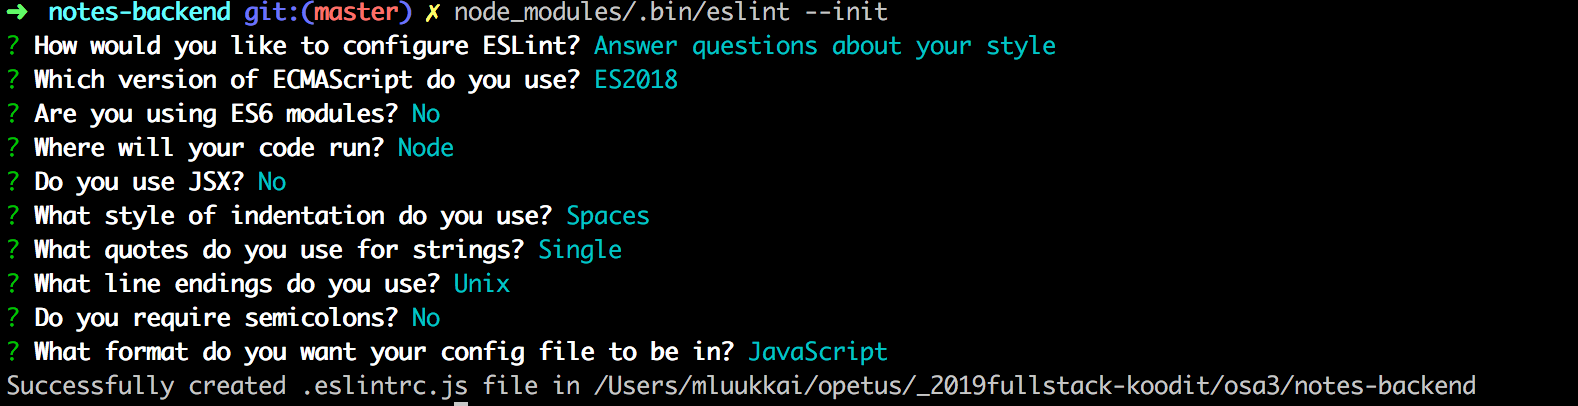 ➜ notes-backend git:(master) ✗ node_modules/.bin/eslint --init
? How would you like to configure ESLint? Answer questions about your style
? Which version of ECMAScript do you use? ES2018
? Are you using ES6 modules? No
? Where will your code run? Node
? Do you use JSX? No
? What style of indentation do you use? Spaces
? What quotes do you use for strings? Single
? What line endings do you use? Unix
? Do you require semicolons? No
? What format do you want your config file to be in? JavaScript
Successfully created .eslintrc.js file in /Users/mluukkai/opetus/_2019fullstack-koodit/osa3/notes-backend